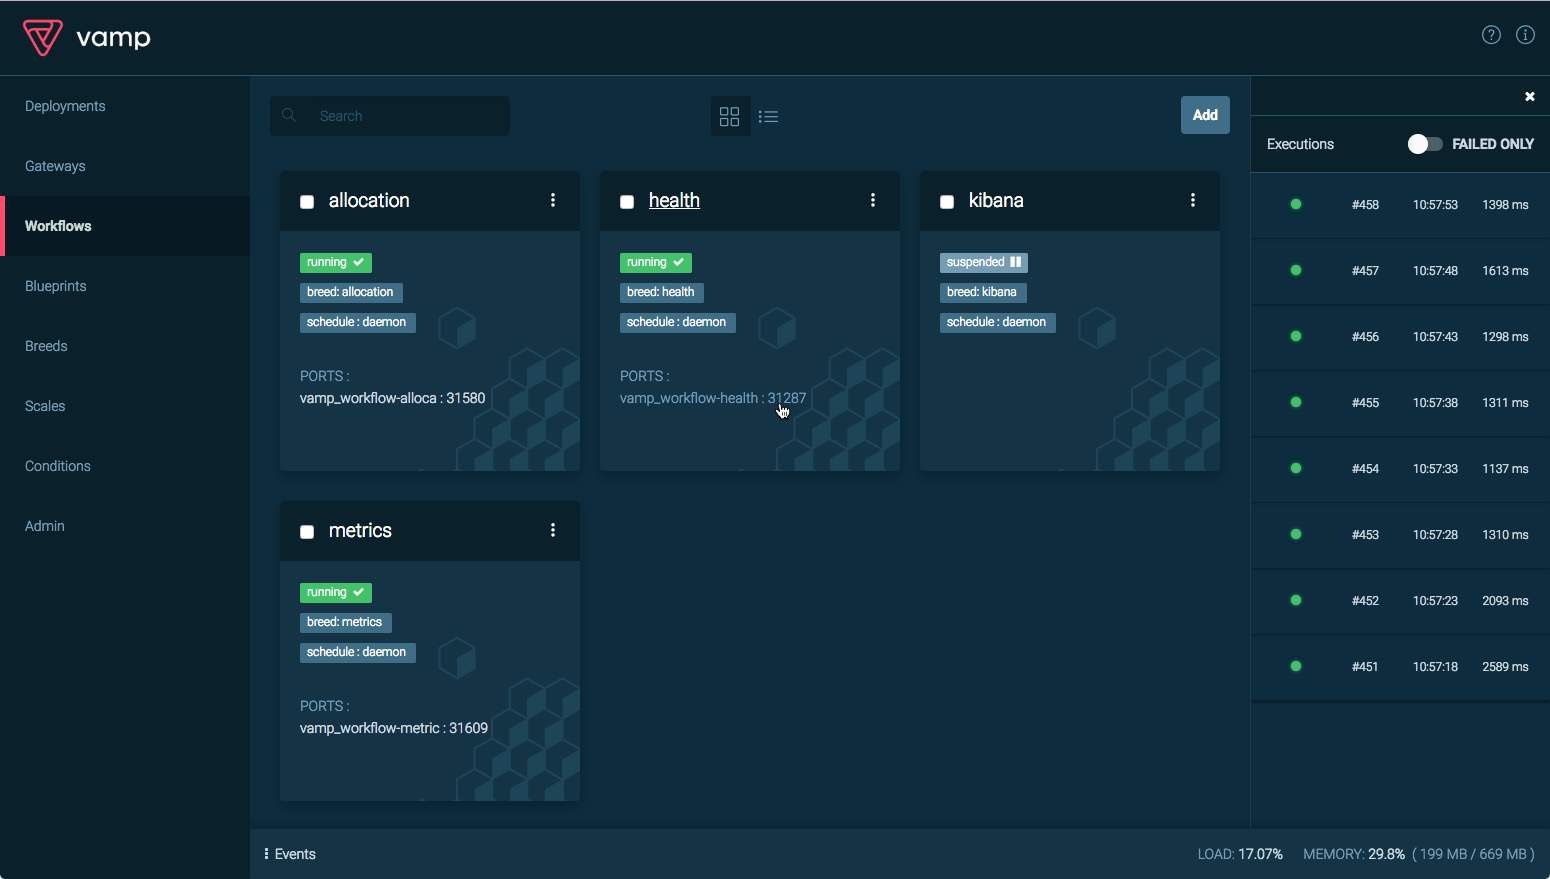 vamp
Deployments
Gateways
Workflows
Blueprints
Breeds
Scales
Conditions
Admin
Search
Add
allocation
running
breed: allocation
schedule : daemon
PORTS :
vamp_workflow-alloca : 31580
health
running
breed: health
schedule : daemon
PORTS :
vamp_workflow-health : 31287
kibana
suspended
breed: kibana
schedule : daemon
metrics
running
breed: metrics
schedule : daemon
PORTS :
vamp_workflow-metric : 31609
Executions FAILED ONLY
#458 10:57:53 1398 ms
#457 10:57:48 1613 ms
#456 10:57:43 1298 ms
#455 10:57:38 1311 ms
#454 10:57:33 1137 ms
#453 10:57:28 1310 ms
#452 10:57:23 2093 ms
#451 10:57:18 2589 ms
Events
LOAD: 17.07% MEMORY: 29.8% ( 199 MB / 669 MB )